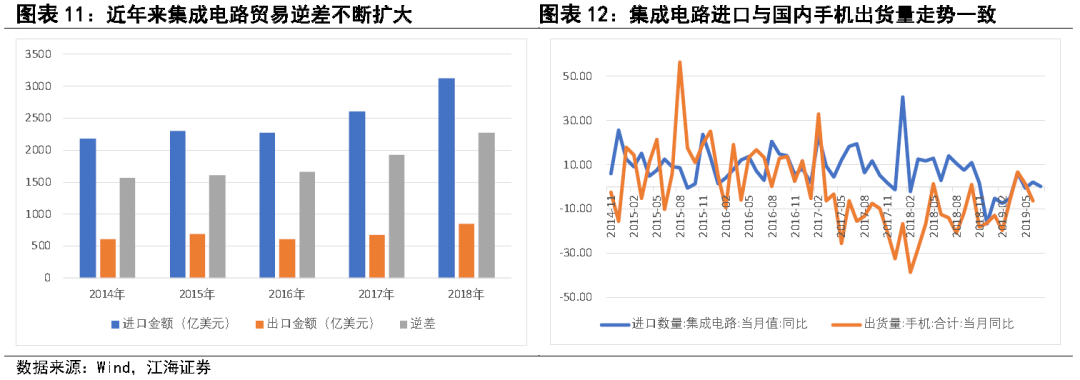 图表 11：近年来集成电路贸易逆差不断扩大
3500
3000
2500
2000
1500
1000
500
0
2014年 2015年 2016年 2017年 2018年
进口金额（亿美元） 出口金额（亿美元） 逆差
图表 12：集成电路进口与国内手机出货量走势一致
50.00
30.00
10.00
-10.00
-30.00
-50.00
2014-11 2015-02 2015-05 2015-08 2015-11 2016-02 2016-05 2016-08 2016-11 2017-02 2017-05 2017-08 2017-11 2018-02 2018-05 2018-08 2018-11 2019-02 2019-05
进口数量:集成电路:当月值:同比 出货量:手机:合计:当月同比
数据来源：Wind，江海证券